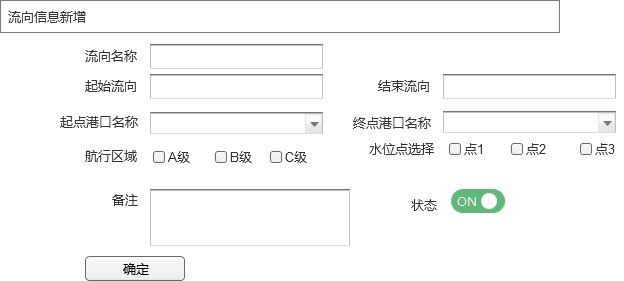 流向信息新增
流向名称
起始流向 结束流向
起点港口名称 终点港口名称
航行区域 A级 B级 C级 水位点选择 点1 点2 点3
备注 状态 ON
确定